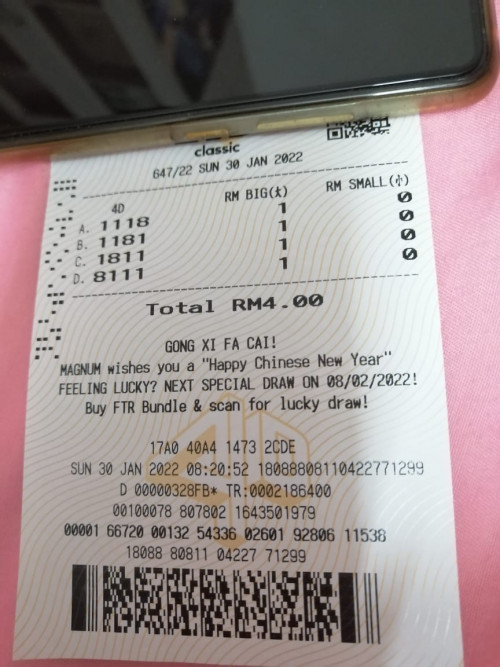 classic
647/22 SUN 30 JAN 2022
4D RM BIG(大) RM SMALL(小)
A. 1118 1 0
B. 1181 1 0
C. 1811 1 0
D. 8111 1 0
Total RM4.00
GONG XI FA CAI!
MAGNUM wishes you a "Happy Chinese New Year"
FEELING LUCKY? NEXT SPECIAL DRAW ON 08/02/2022!
Buy FTR Bundle & scan for lucky draw!
17A0 40A4 1473 2CDE
SUN 30 JAN 2022 08:20:52 18088808110422771299
D 00000328FB* TR:0002186400
00100078 807802 1643501979
00001 66720 00132 54336 02601 92806 11538
18088 80811 04227 71299